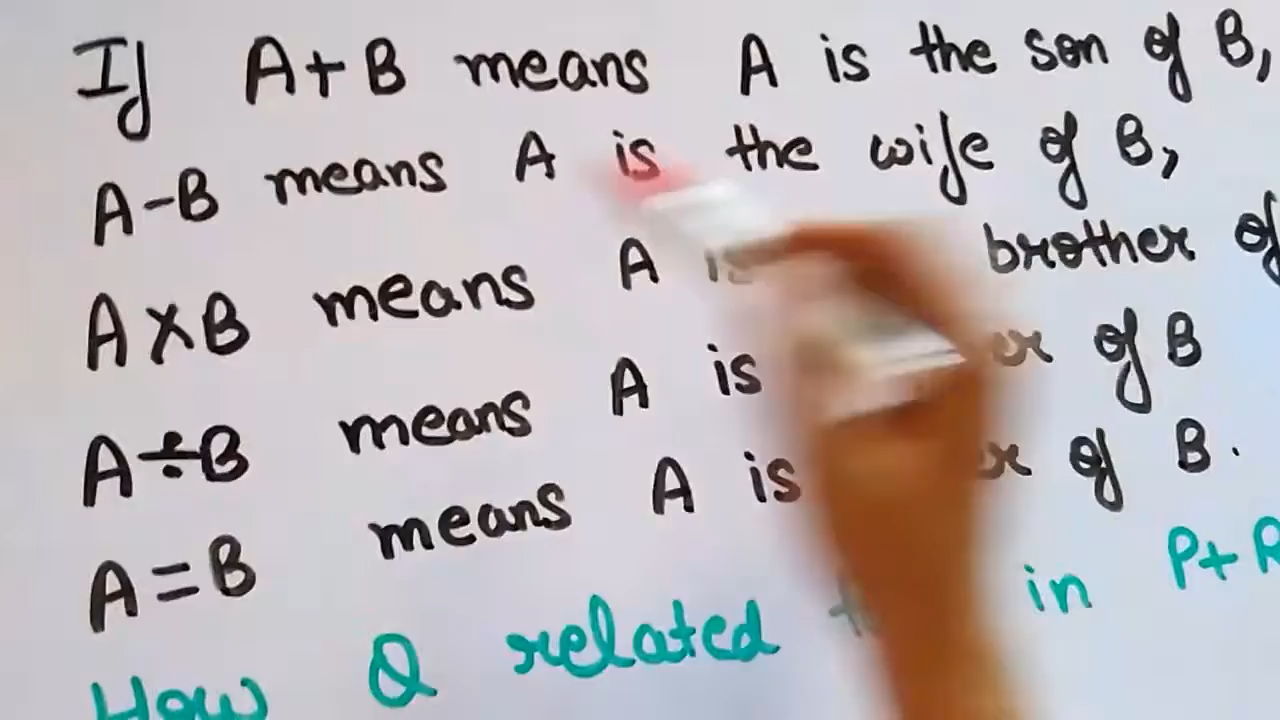 If A+B means A is the son of B,
A-B means A is the wife of B,
A×B means A is brother of
A÷B means A is of B
A=B means A is of B.
How Q related in P+R